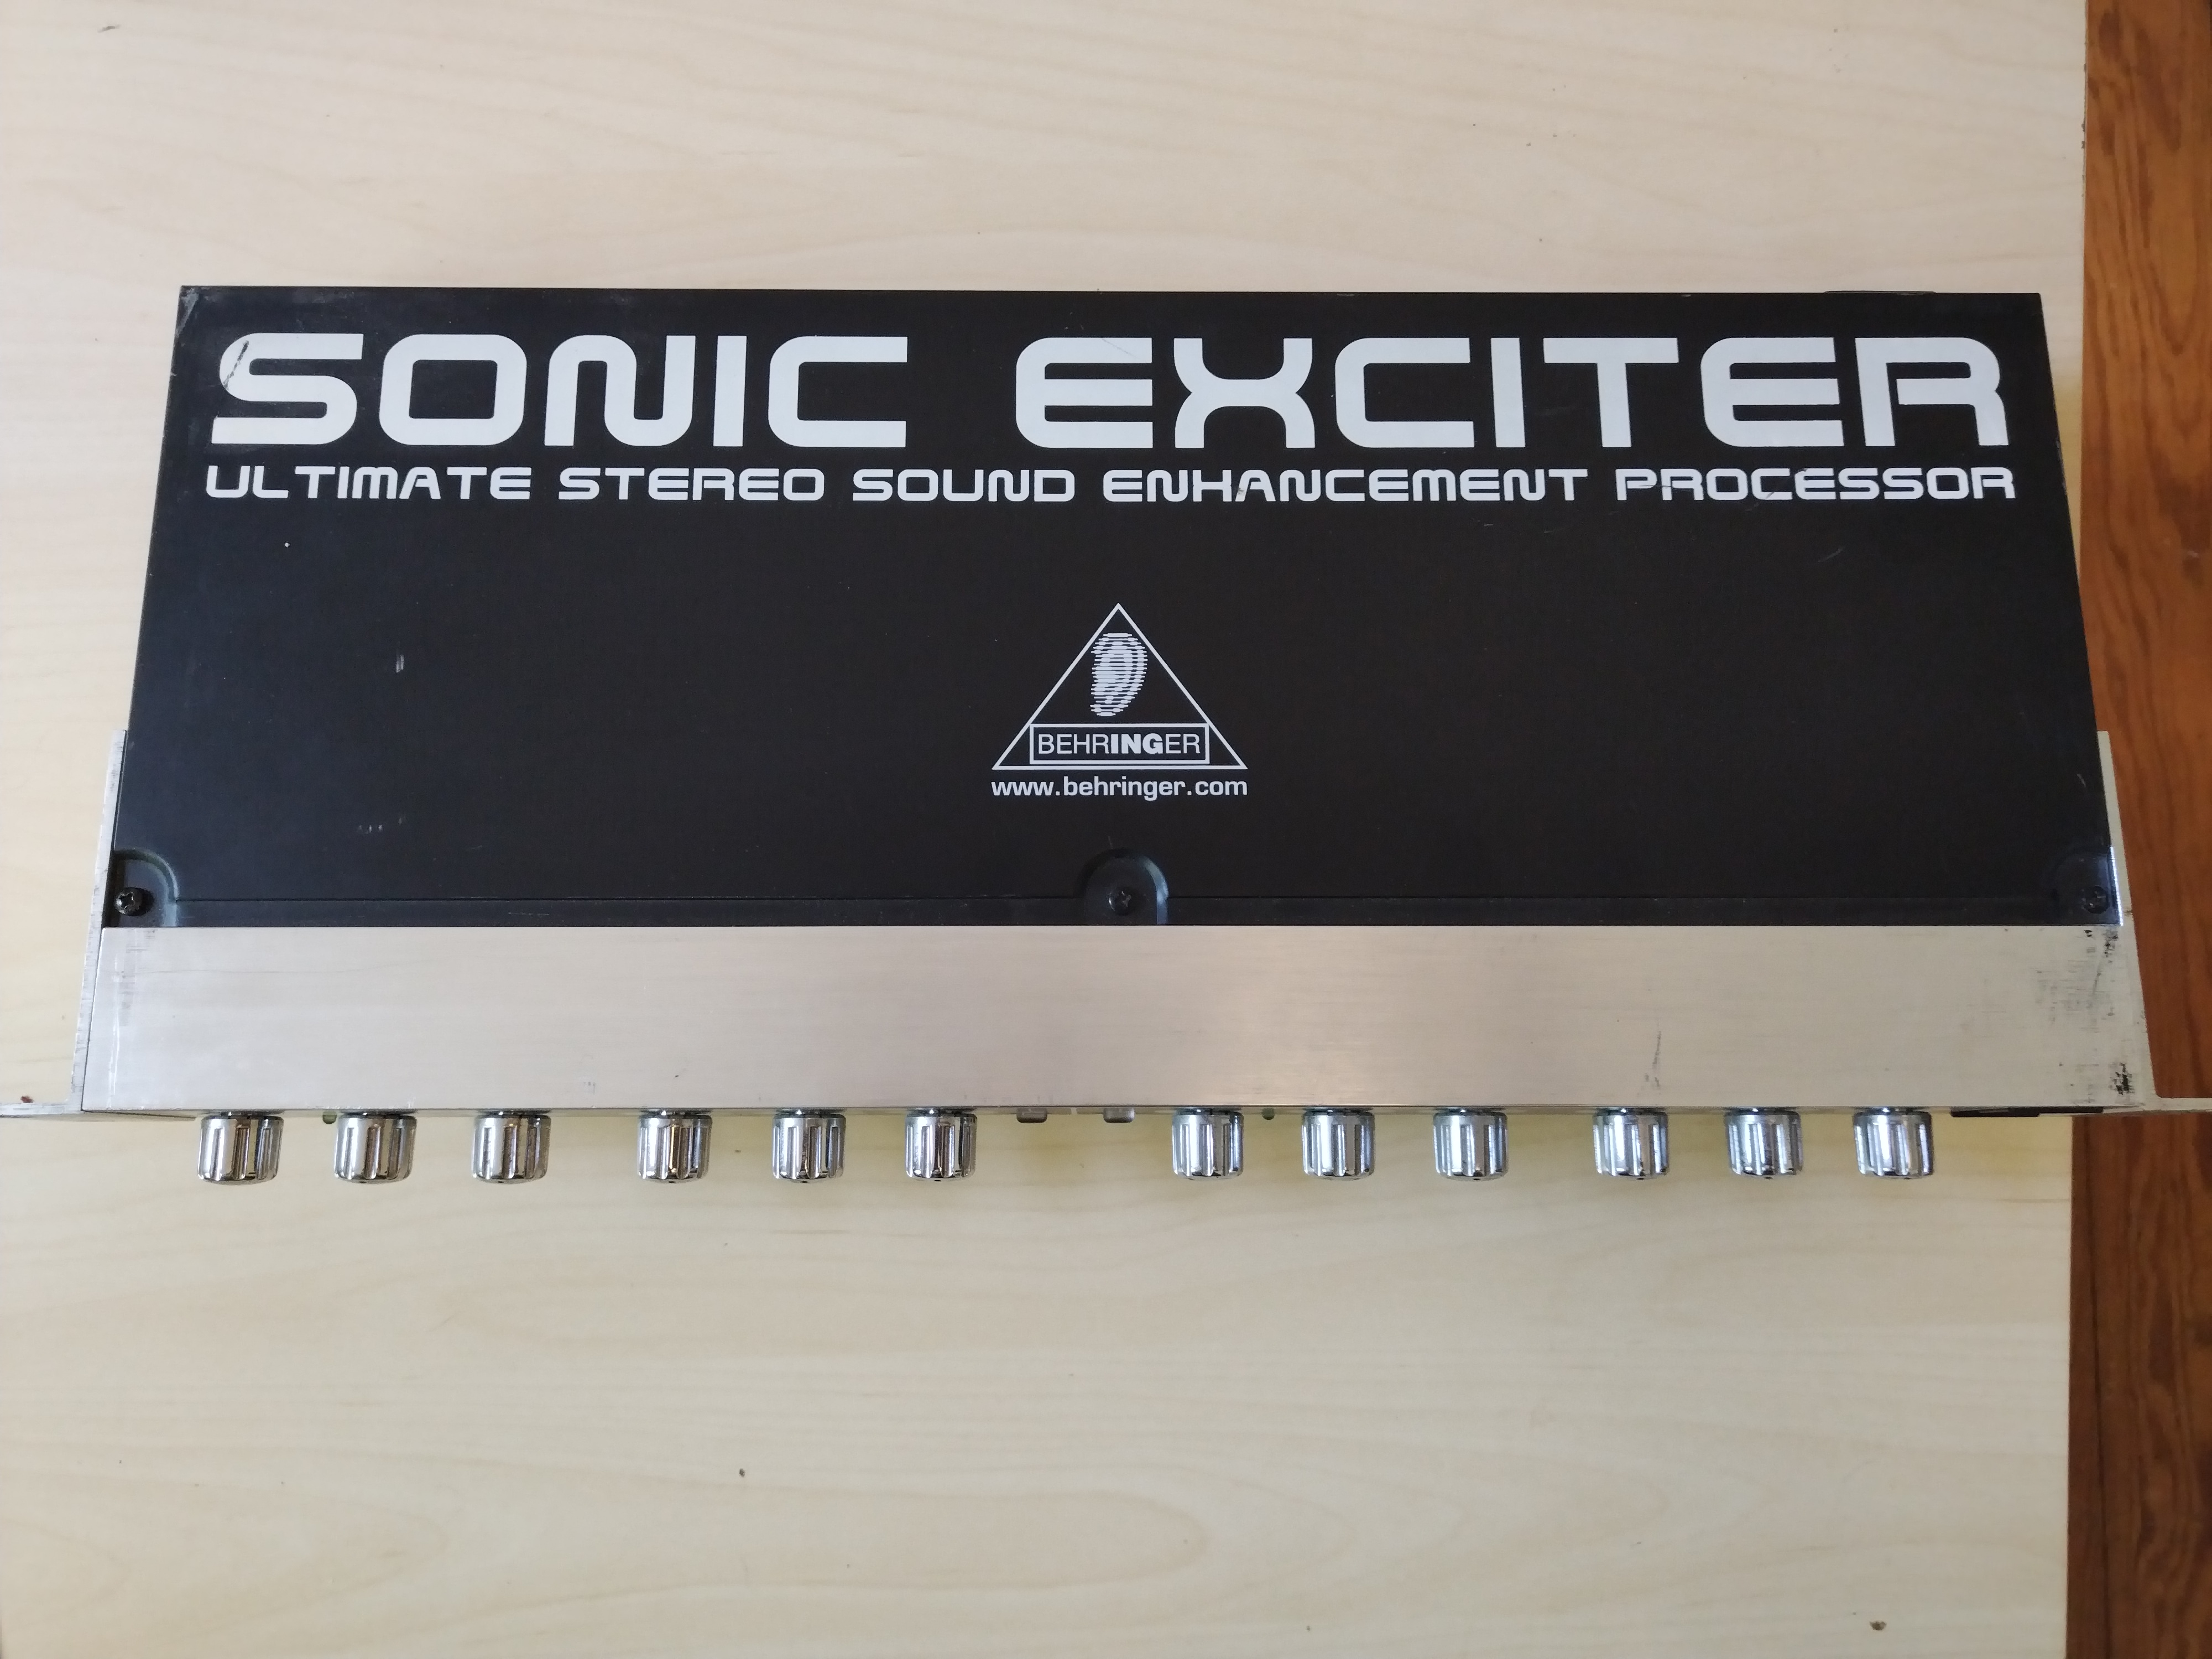 SONIC EXCITER
ULTIMATE STEREO SOUND ENHANCEMENT PROCESSOR
BEHRINGER
www.behringer.com